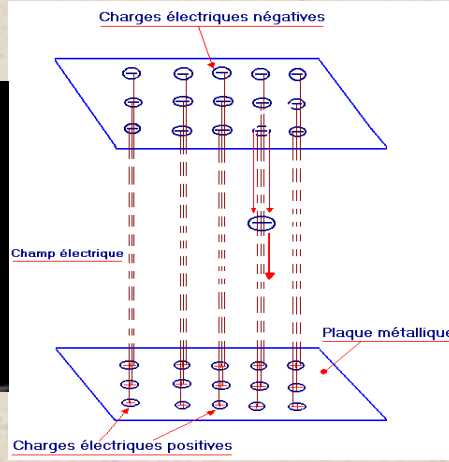 Charges électriques négatives
Champ électrique
Plaque métallique
Charges électriques positives